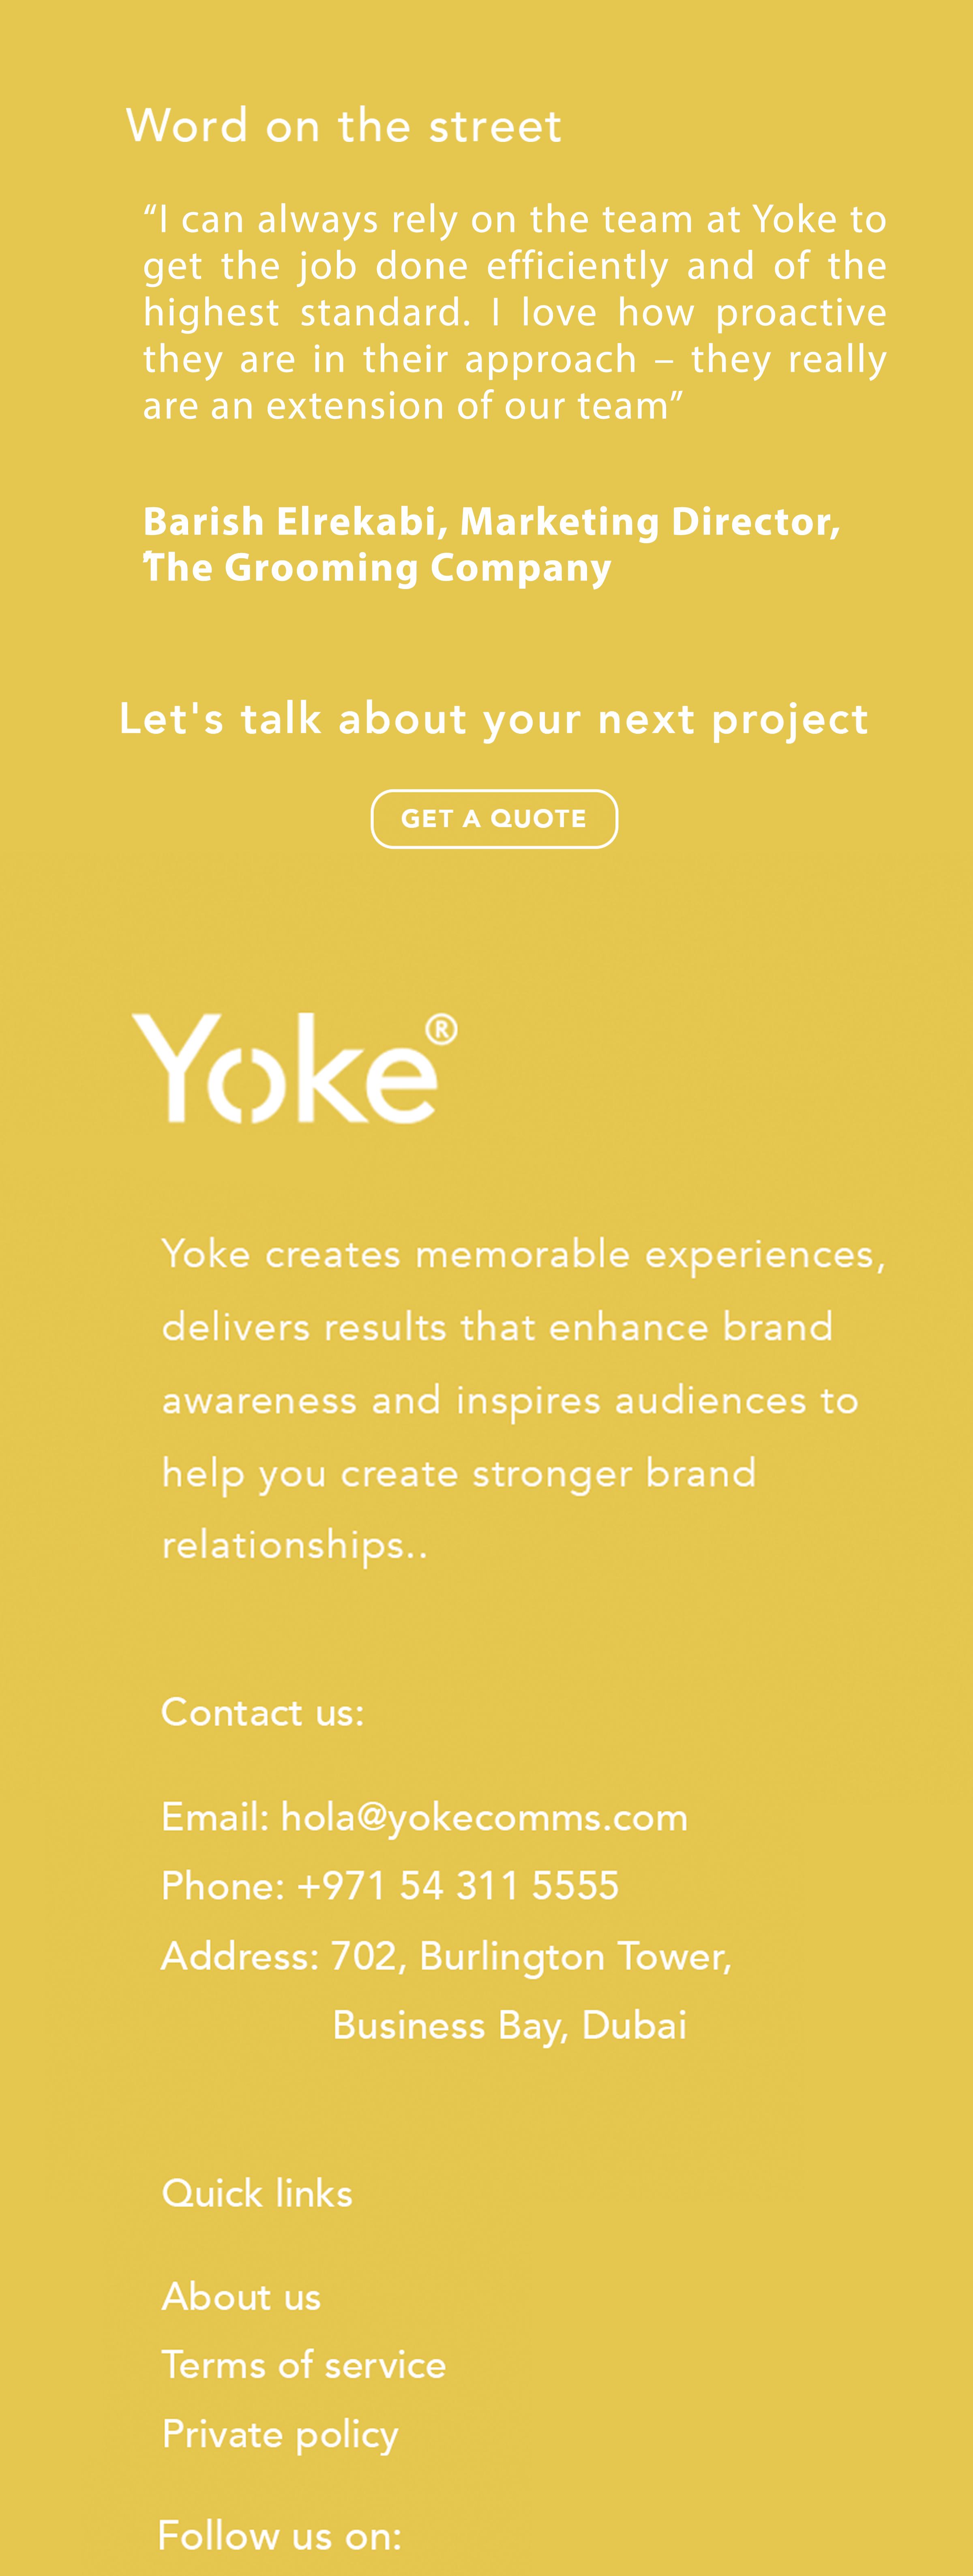 Word on the street
“I can always rely on the team at Yoke to
get the job done efficiently and of the
highest standard. I love how proactive
they are in their approach – they really
are an extension of our team”
Barish Elrekabi, Marketing Director,
The Grooming Company
Let's talk about your next project
GET A QUOTE
Yoke®
Yoke creates memorable experiences,
delivers results that enhance brand
awareness and inspires audiences to
help you create stronger brand
relationships..
Contact us:
Email: hola@yokecomms.com
Phone: +971 54 311 5555
Address: 702, Burlington Tower,
Business Bay, Dubai
Quick links
About us
Terms of service
Private policy
Follow us on: